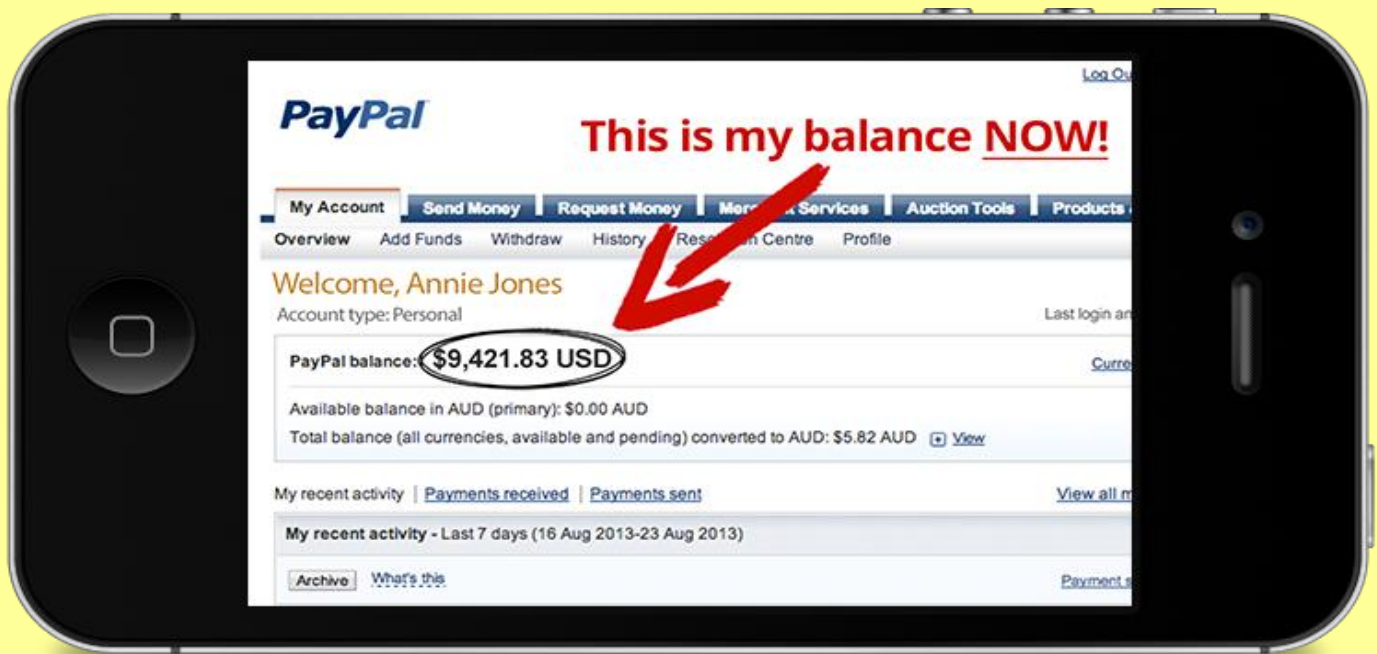 Log Ou
PayPal
This is my balance NOW!
My Account Send Money Request Money Mer Services Auction Tools Products
Overview Add Funds Withdraw History Res Centre Profile
Welcome, Annie Jones
Account type: Personal
Last login an
PayPal balance: $9,421.83 USD
Curre
Available balance in AUD (primary): $0.00 AUD
Total balance (all currencies, available and pending) converted to AUD: $5.82 AUD View
My recent activity | Payments received | Payments sent
View all m
My recent activity - Last 7 days (16 Aug 2013-23 Aug 2013)
Archive What's this
Payment s